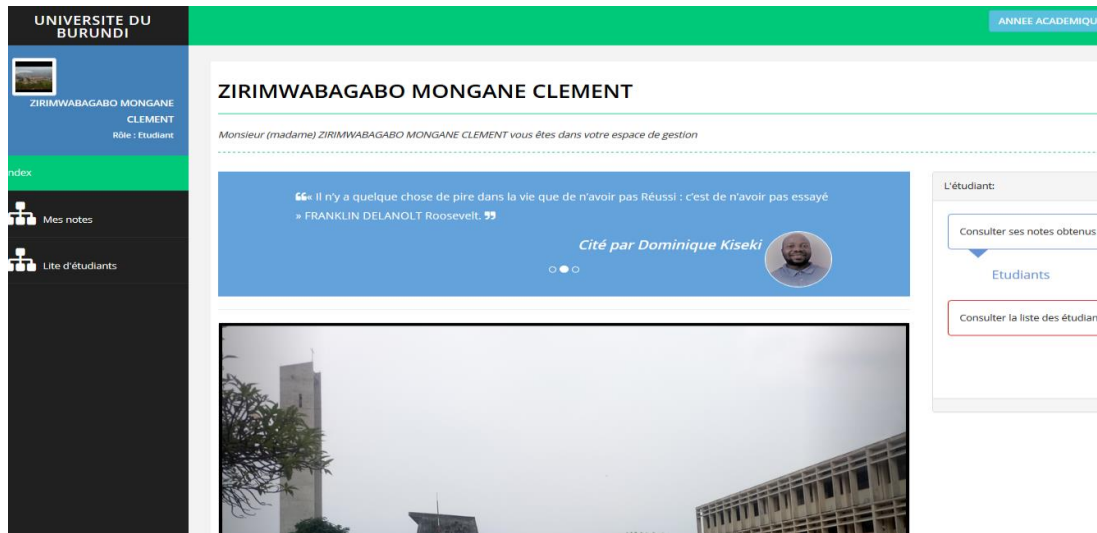 UNIVERSITE DU
BURUNDI
ANNEE ACADEMIQU
ZIRIMWABAGABO MONGANE
CLEMENT
Rôle : Etudiant
ndex
Mes notes
Lite d'étudiants
ZIRIMWABAGABO MONGANE CLEMENT
Monsieur (madame) ZIRIMWABAGABO MONGANE CLEMENT vous êtes dans votre espace de gestion
❝« Il n'y a quelque chose de pire dans la vie que de n'avoir pas Réussi : c'est de n'avoir pas essayé
» FRANKLIN DELANOLT Roosevelt. ❞
Cité par Dominique Kiseki
L'étudiant:
Consulter ses notes obtenus
Etudiants
Consulter la liste des étudian